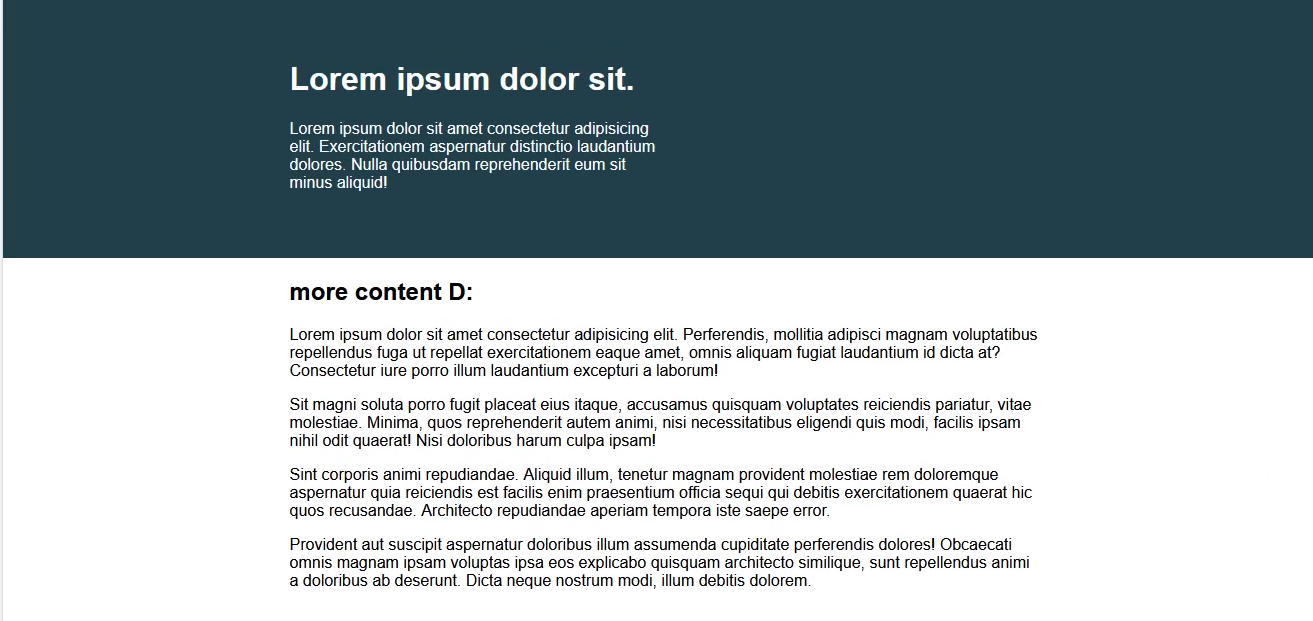 Lorem ipsum dolor sit.
Lorem ipsum dolor sit amet consectetur adipisicing
elit. Exercitationem aspernatur distinctio laudantium
dolores. Nulla quibusdam reprehenderit eum sit
minus aliquid!
more content D:
Lorem ipsum dolor sit amet consectetur adipisicing elit. Perferendis, mollitia adipisci magnam voluptatibus
repellendus fuga ut repellat exercitationem eaque amet, omnis aliquam fugiat laudantium id dicta at?
Consectetur iure porro illum laudantium excepturi a laborum!
Sit magni soluta porro fugit placeat eius itaque, accusamus quisquam voluptates reiciendis pariatur, vitae
molestiae. Minima, quos reprehenderit autem animi, nisi necessitatibus eligendi quis modi, facilis ipsam
nihil odit quaerat! Nisi doloribus harum culpa ipsam!
Sint corporis animi repudiandae. Aliquid illum, tenetur magnam provident molestiae rem doloremque
aspernatur quia reiciendis est facilis enim praesentium officia sequi qui debitis exercitationem quaerat hic
quos recusandae. Architecto repudiandae aperiam tempora iste saepe error.
Provident aut suscipit aspernatur doloribus illum assumenda cupiditate perferendis dolores! Obcaecati
omnis magnam ipsam voluptas ipsa eos explicabo quisquam architecto similique, sunt repellendus animi
a doloribus ab deserunt. Dicta neque nostrum modi, illum debitis dolorem.